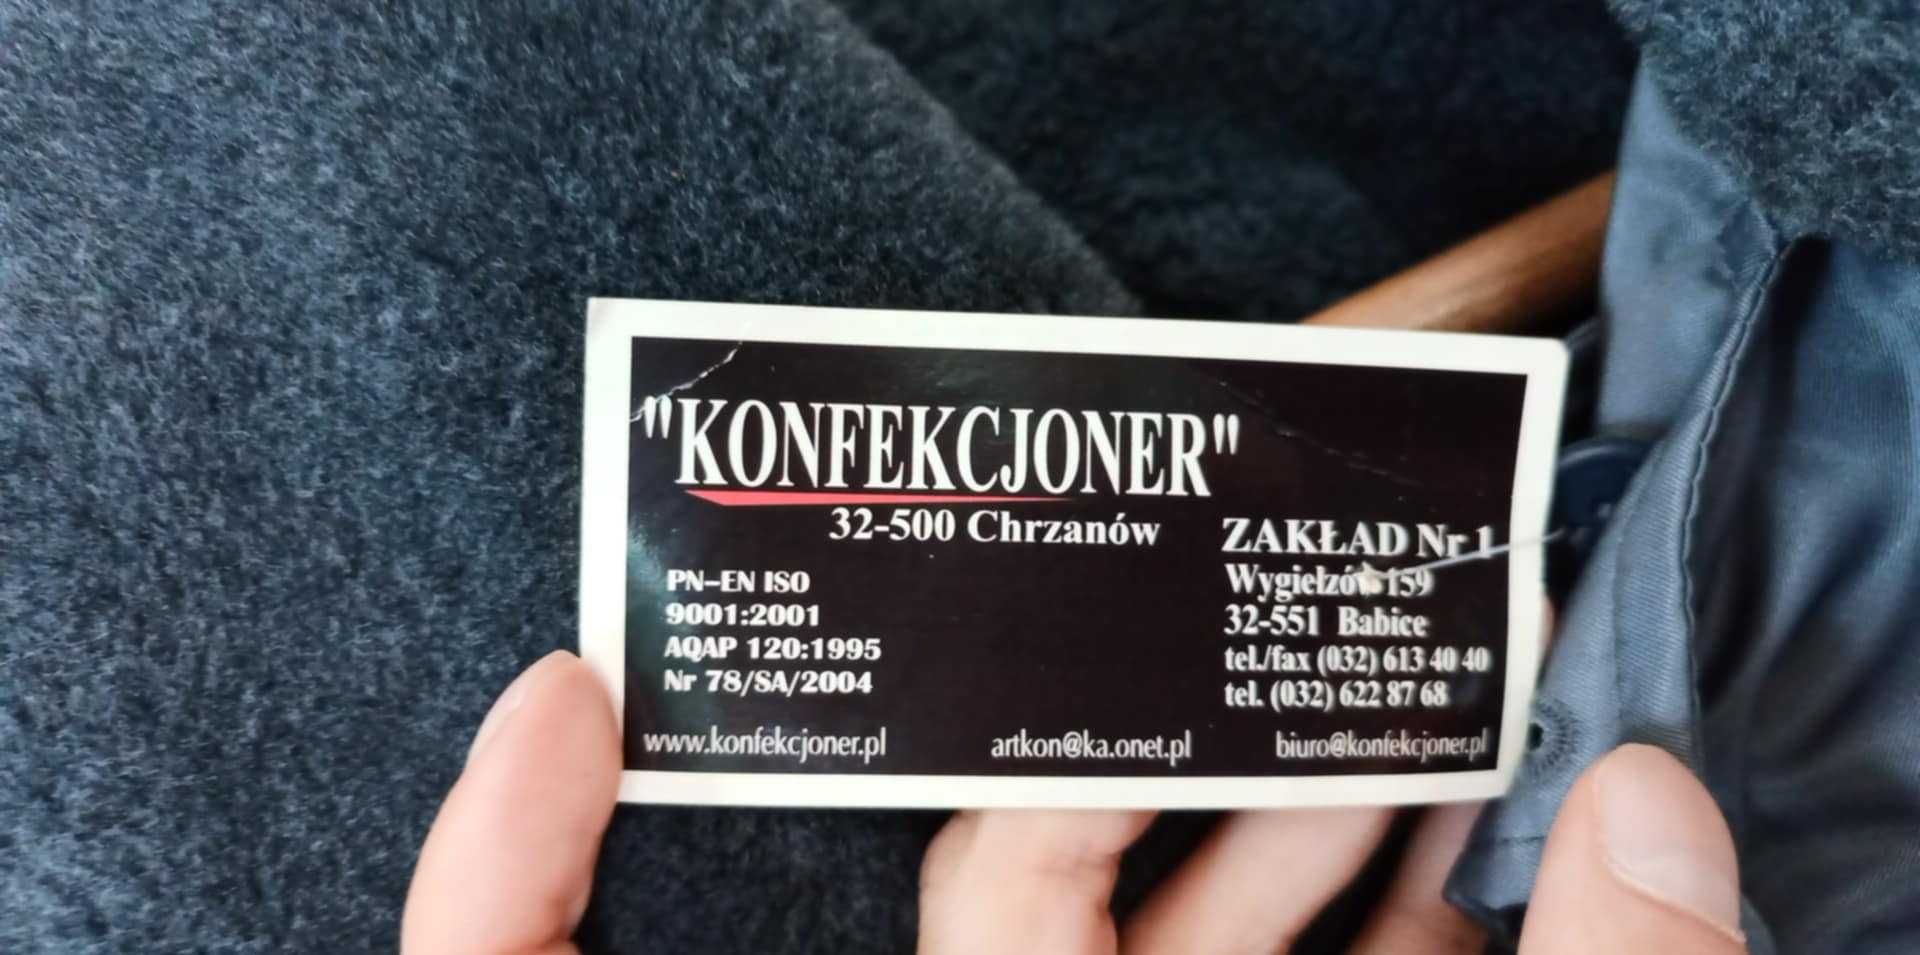 "KONFEKCJONER"
32-500 Chrzanów
PN-EN ISO
9001:2001
AQAP 120:1995
Nr 78/SA/2004
ZAKŁAD Nr 1
Wygiełzów 159
32-551 Babice
tel./fax (032) 613 40 40
tel. (032) 622 87 68
www.konfekcjoner.pl
artkon@ka.onet.pl
biuro@konfekcjoner.pl